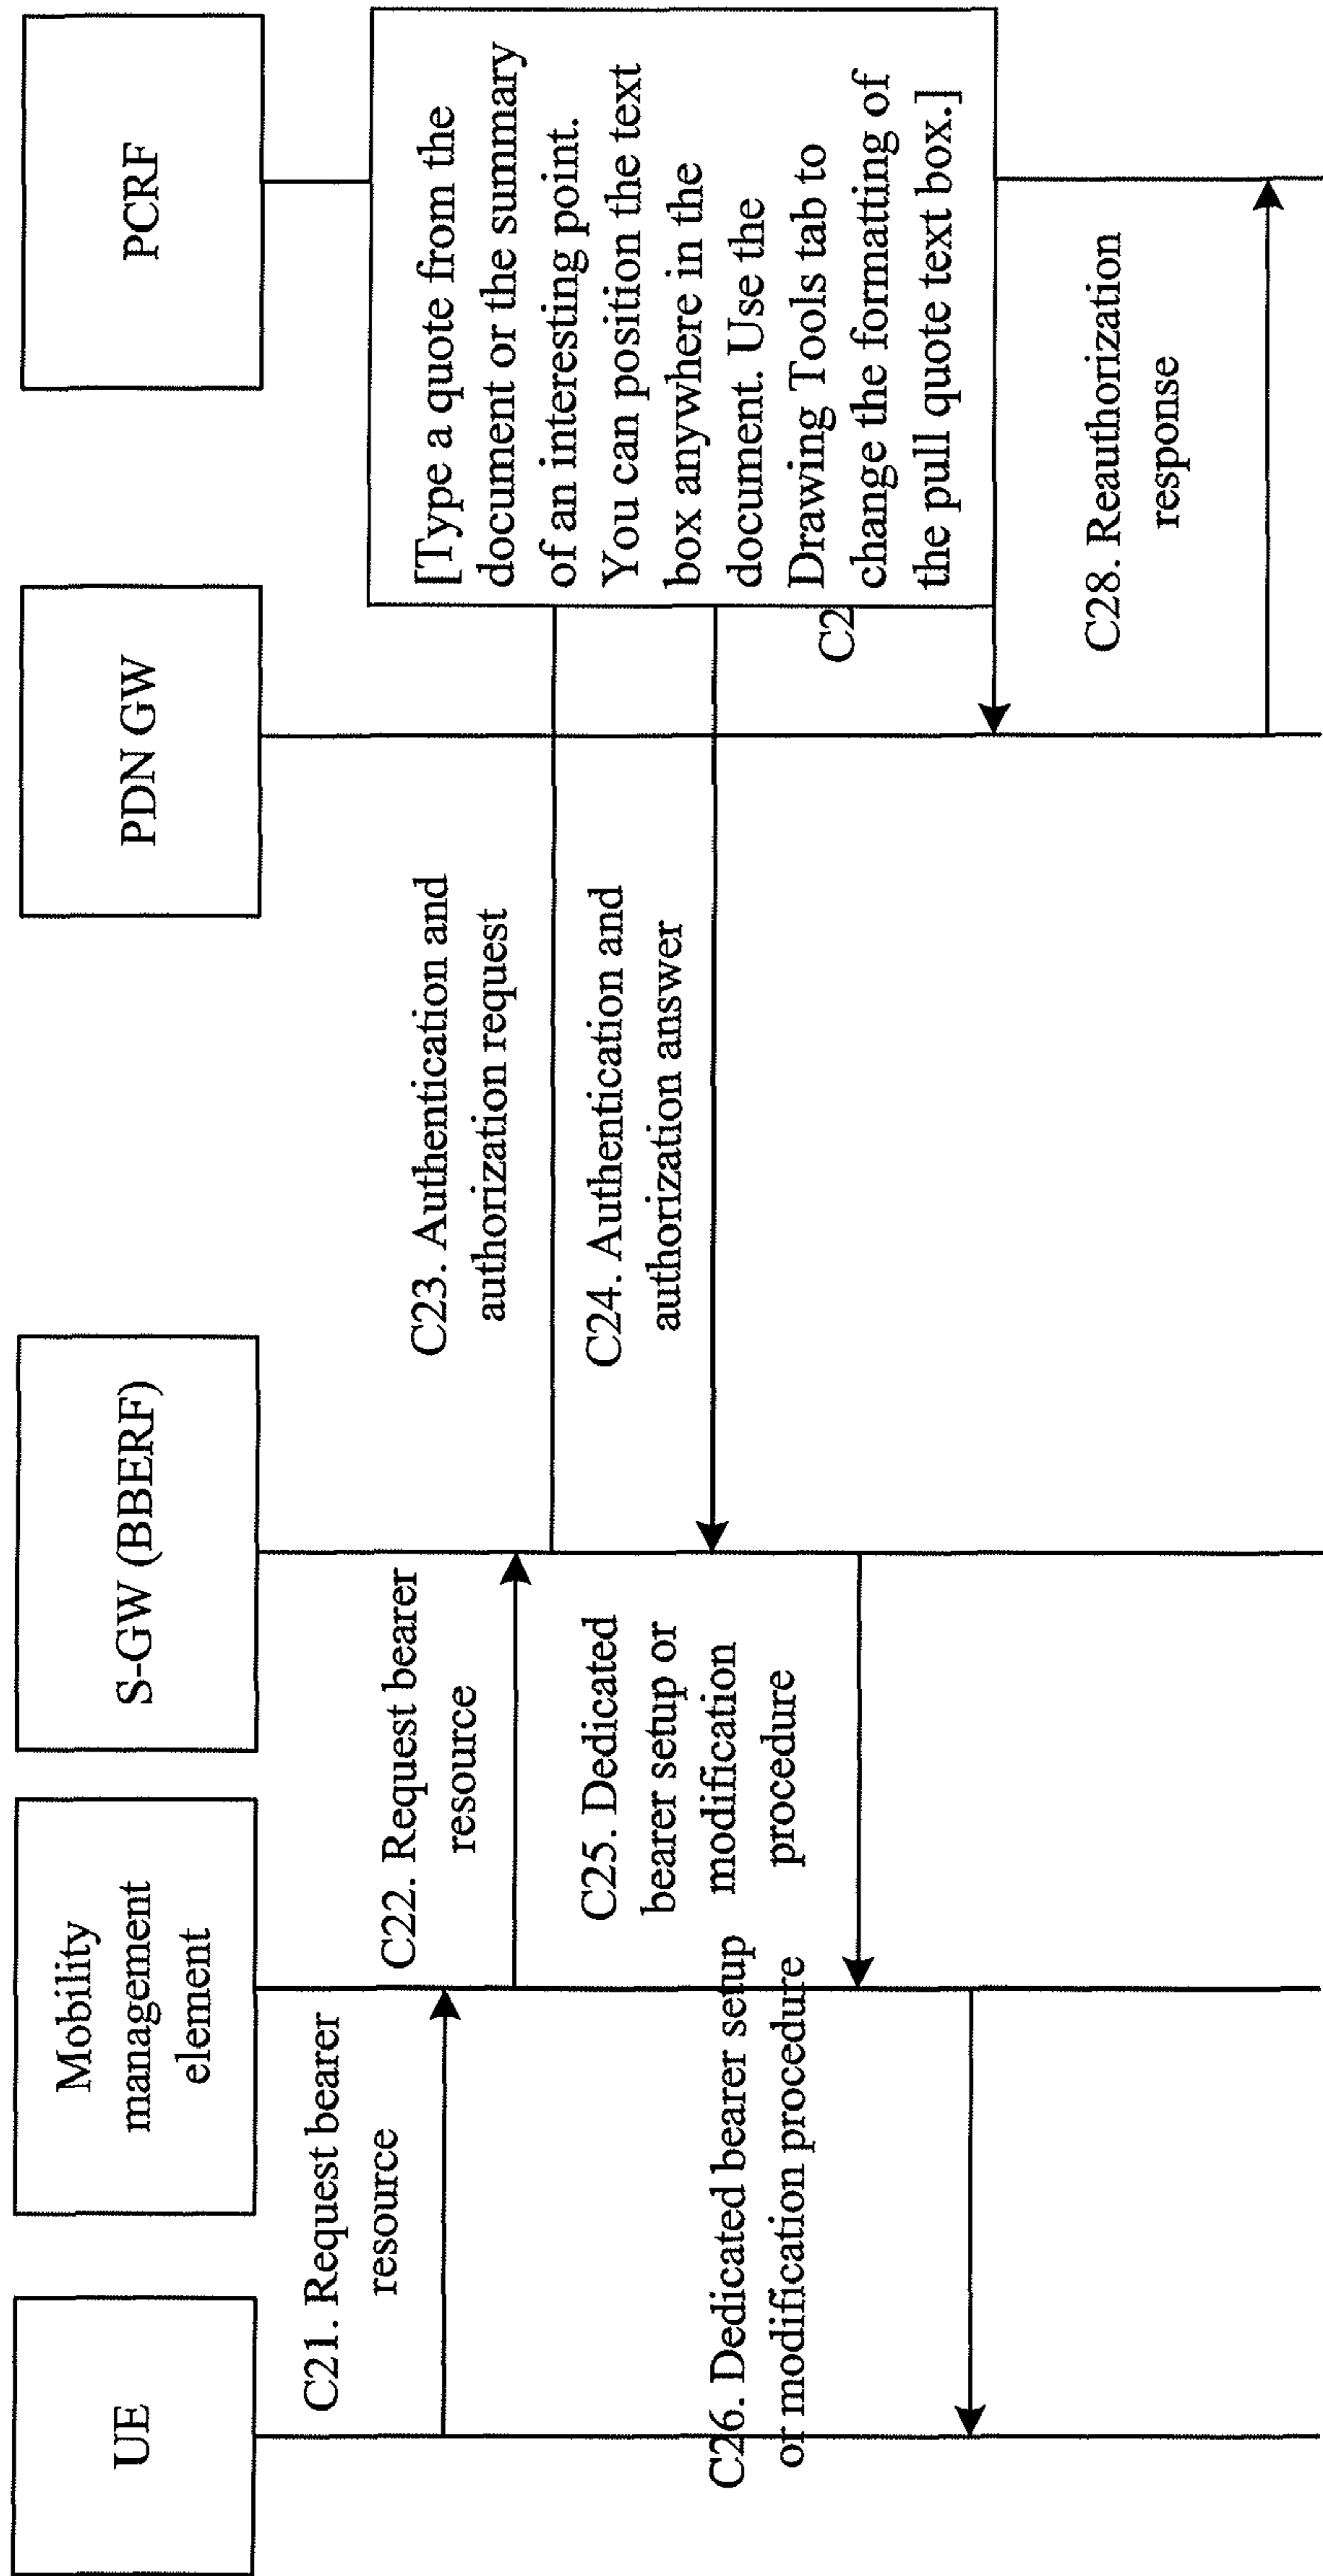 UE
Mobility
management
element
S-GW (BBERF)
PDN GW
PCRF
C21. Request bearer
resource
C22. Request bearer
resource
C23. Authentication and
authorization request
C24. Authentication and
authorization answer
C25. Dedicated
bearer setup or
modification
procedure
C26. Dedicated bearer setup
or modification procedure
[Type a quote from the
document or the summary
of an interesting point.
You can position the text
box anywhere in the
document. Use the
Drawing Tools tab to
change the formatting of
the pull quote text box.]
C2
C28. Reauthorization
response